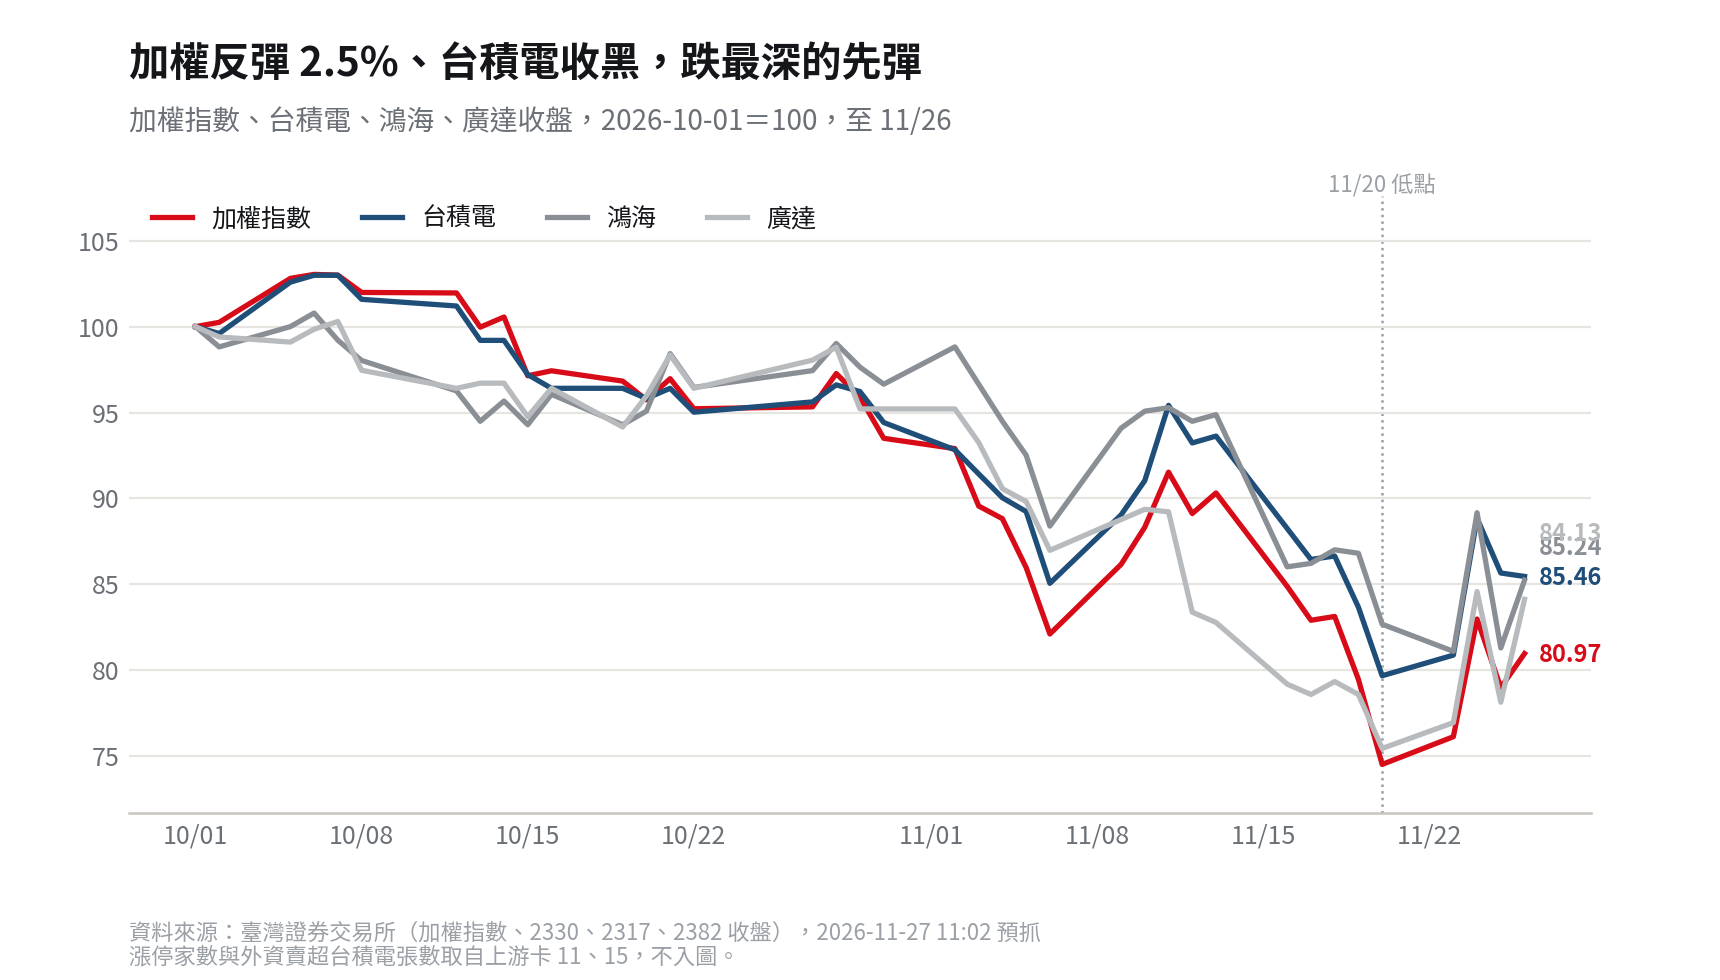 加權反彈 2.5%、台積電收黑，跌最深的先彈
加權指數、台積電、鴻海、廣達收盤，2026-10-01＝100，至 11/26
11/20 低點
加權指數 台積電 鴻海 廣達
105
100
95
90
85
80
75
84.13
85.24
85.46
80.97
10/01 10/08 10/15 10/22 11/01 11/08 11/15 11/22
資料來源：臺灣證券交易所（加權指數、2330、2317、2382 收盤），2026-11-27 11:02 預抓
漲停家數與外資賣超台積電張數取自上游卡 11、15，不入圖。